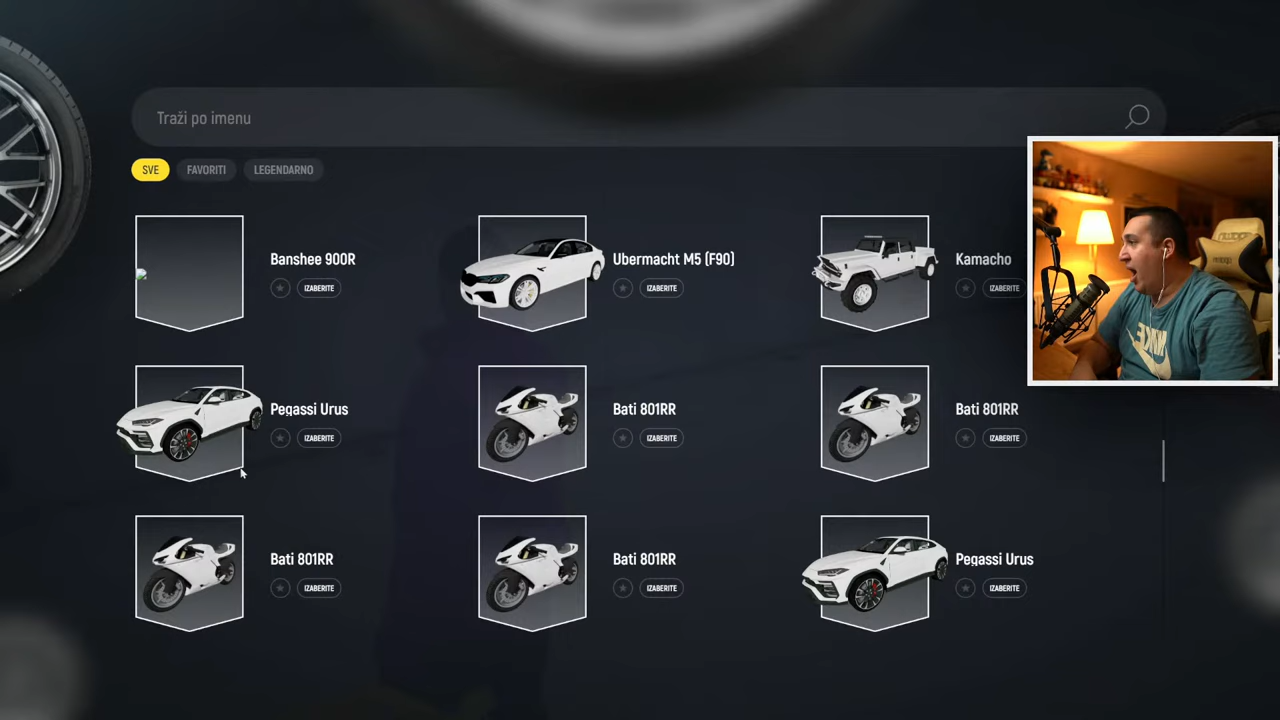 Traži po imenu
SVE
FAVORITI
LEGENDARNO
Banshee 900R
IZABERITE
Ubermacht M5 (F90)
IZABERITE
Kamacho
IZABERITE
Pegassi Urus
IZABERITE
Bati 801RR
IZABERITE
Bati 801RR
IZABERITE
Bati 801RR
IZABERITE
Bati 801RR
IZABERITE
Pegassi Urus
IZABERITE